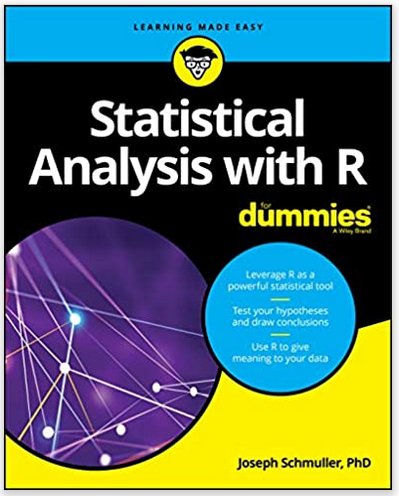 LEARNING MADE EASY
Statistical
Analysis with R
for
dummies®
A Wiley Brand
Leverage R as a
powerful statistical tool
Test your hypotheses
and draw conclusions
Use R to give
meaning to your data
Joseph Schmuller, PhD